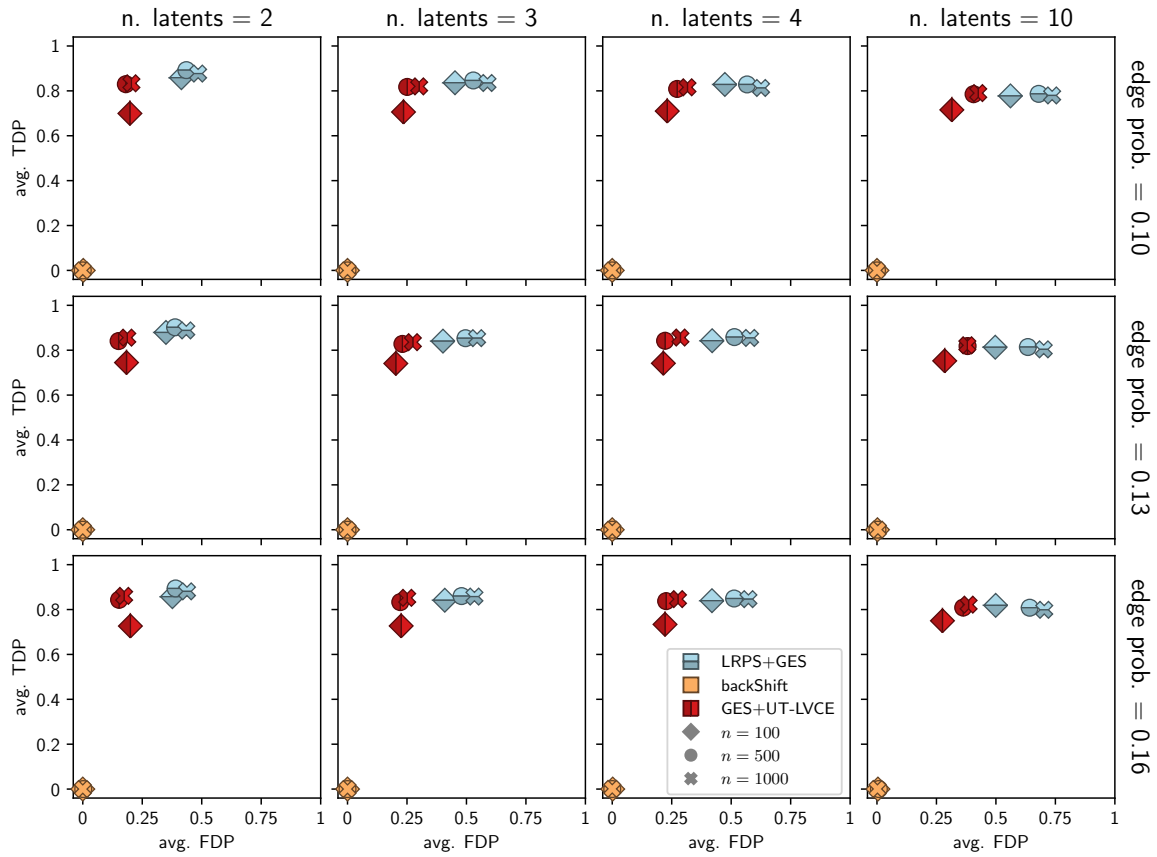 n. latents = 2
n. latents = 3
n. latents = 4
n. latents = 10
1
0.8
0.6
0.4
0.2
0
avg. TDP
edge prob. = 0.10
1
0.8
0.6
0.4
0.2
0
avg. TDP
edge prob. = 0.13
1
0.8
0.6
0.4
0.2
0
avg. TDP
edge prob. = 0.16
LRPS+GES
backShift
GES+UT-LVCE
n = 100
n = 500
n = 1000
0 0.25 0.5 0.75 1
0 0.25 0.5 0.75 1
0 0.25 0.5 0.75 1
0 0.25 0.5 0.75 1
avg. FDP
avg. FDP
avg. FDP
avg. FDP